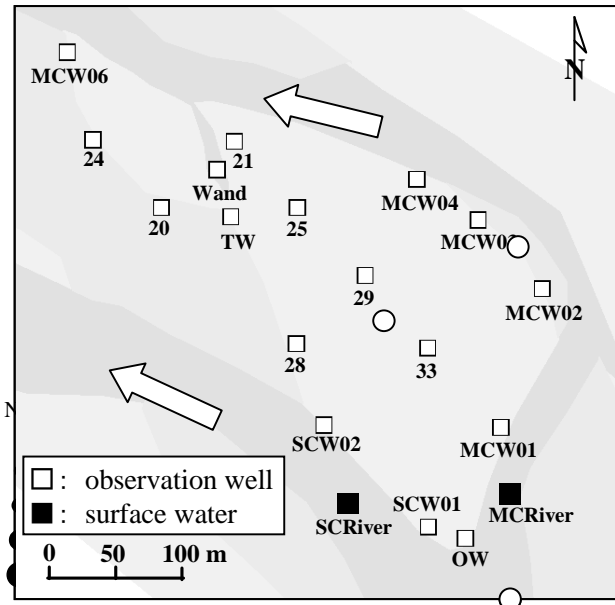 MCW06
N
24
21
Wand
MCW04
20
TW
25
MCW03
29
MCW02
28
33
N
SCW02
MCW01
: observation well
: surface water
SCRiver
SCW01
MCRiver
OW
0 50 100 m